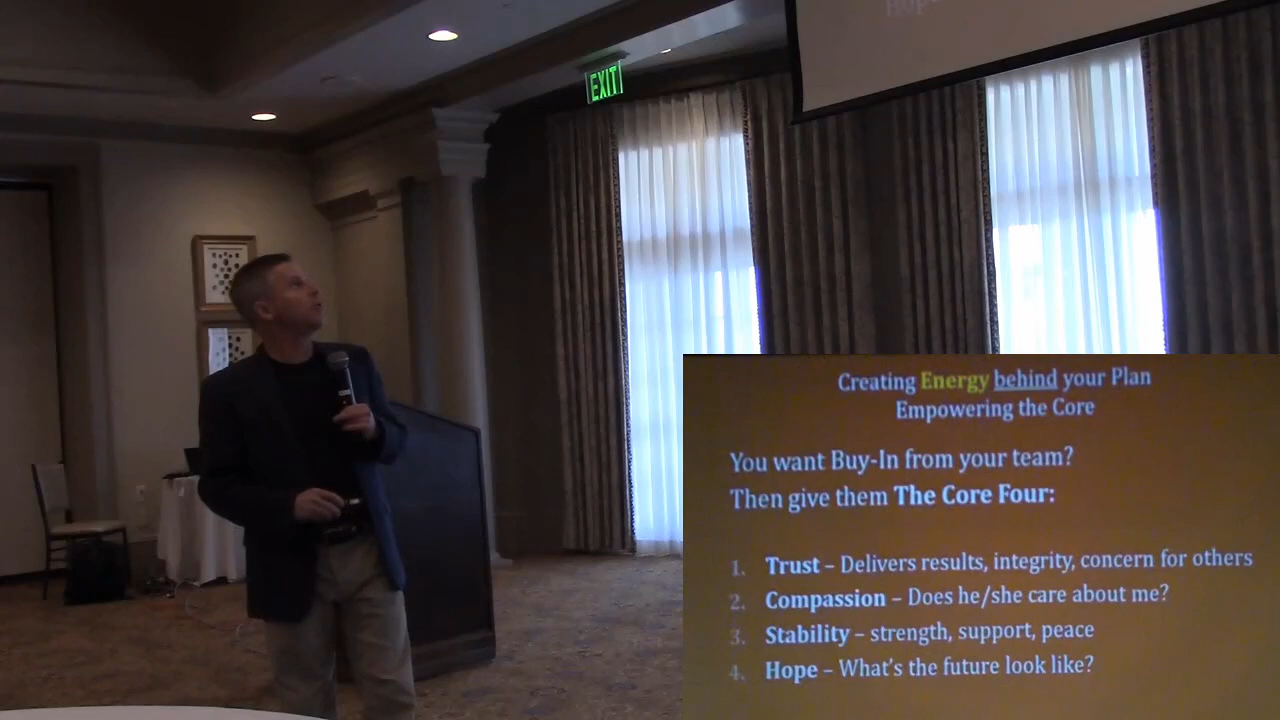 Hope
EXIT
Creating Energy behind your Plan
Empowering the Core
You want Buy-In from your team?
Then give them The Core Four:
1. Trust – Delivers results, integrity, concern for others
2. Compassion – Does he/she care about me?
3. Stability – strength, support, peace
4. Hope – What's the future look like?